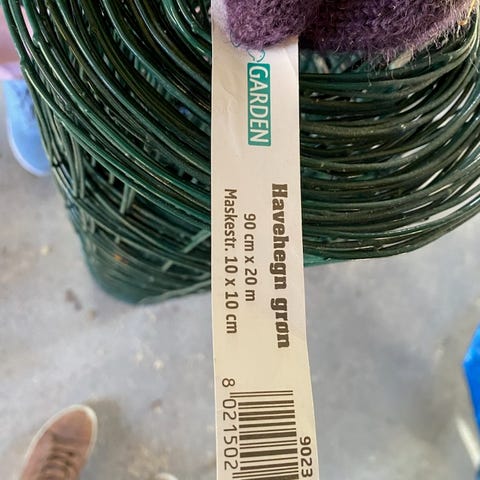 GARDEN
Havehegn grøn
90 cm x 20 m
Maskestr. 10 x 10 cm
9023
8 021502